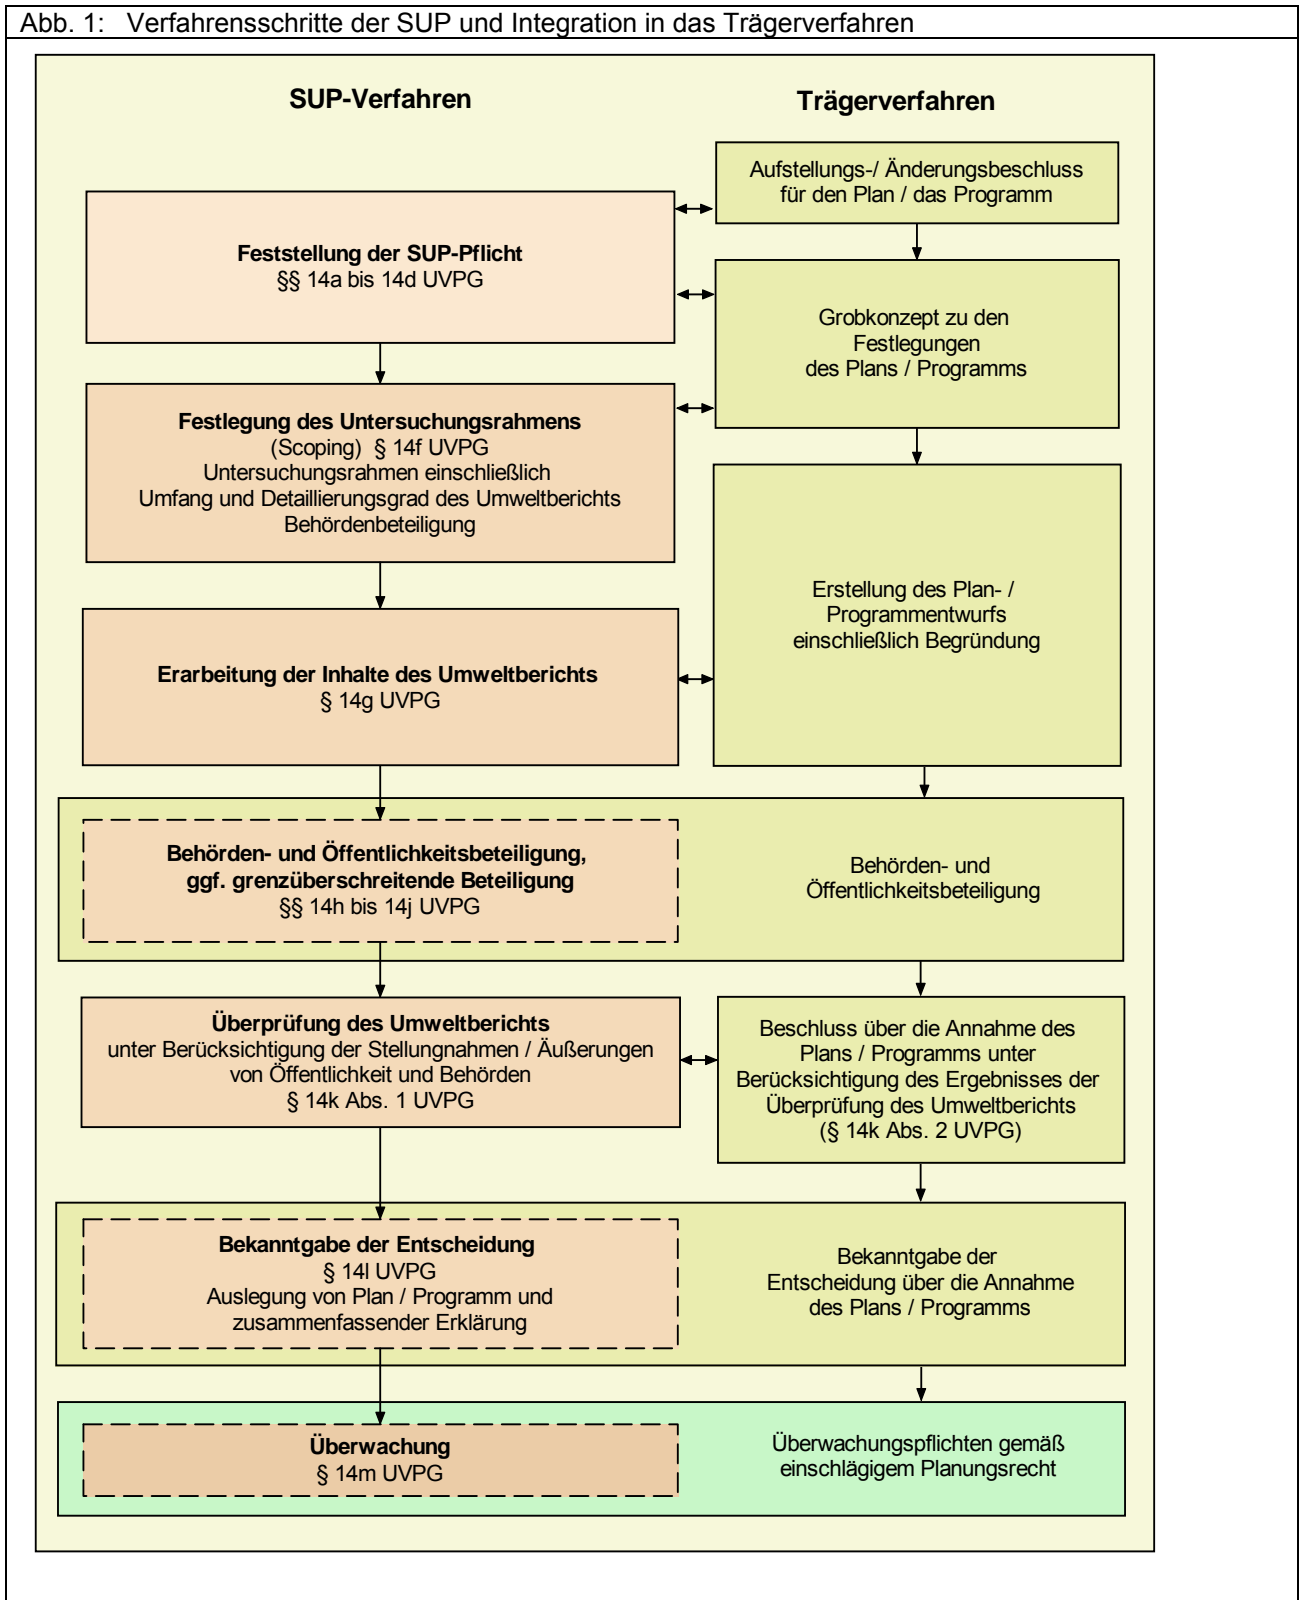 Abb. 1: Verfahrensschritte der SUP und Integration in das Trägerverfahren
SUP-Verfahren
Trägerverfahren
Aufstellungs-/ Änderungsbeschluss
für den Plan / das Programm
Feststellung der SUP-Pflicht
§§ 14a bis 14d UVPG
Grobkonzept zu den
Festlegungen
des Plans / Programms
Festlegung des Untersuchungsrahmens
(Scoping) § 14f UVPG
Untersuchungsrahmen einschließlich
Umfang und Detaillierungsgrad des Umweltberichts
Behördenbeteiligung
Erstellung des Plan- /
Programmentwurfs
einschließlich Begründung
Erarbeitung der Inhalte des Umweltberichts
§ 14g UVPG
Behörden- und Öffentlichkeitsbeteiligung,
ggf. grenzüberschreitende Beteiligung
§§ 14h bis 14j UVPG
Behörden- und
Öffentlichkeitsbeteiligung
Überprüfung des Umweltberichts
unter Berücksichtigung der Stellungnahmen / Äußerungen
von Öffentlichkeit und Behörden
§ 14k Abs. 1 UVPG
Beschluss über die Annahme des
Plans / Programms unter
Berücksichtigung des Ergebnisses der
Überprüfung des Umweltberichts
(§ 14k Abs. 2 UVPG)
Bekanntgabe der Entscheidung
§ 14l UVPG
Auslegung von Plan / Programm und
zusammenfassender Erklärung
Bekanntgabe der
Entscheidung über die Annahme
des Plans / Programms
Überwachung
§ 14m UVPG
Überwachungspflichten gemäß
einschlägigem Planungsrecht